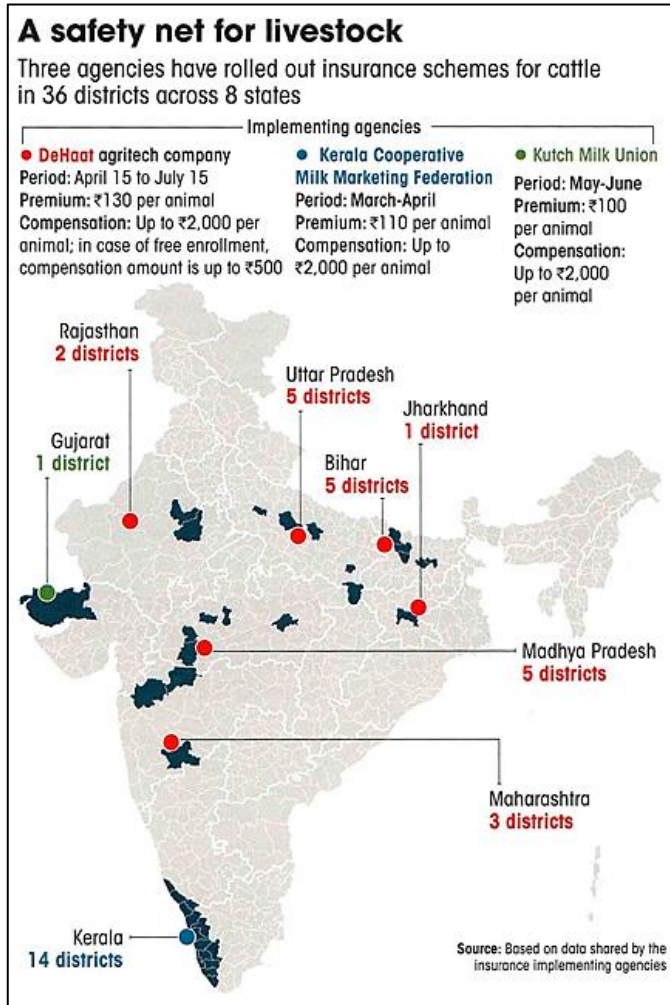 A safety net for livestock
Three agencies have rolled out insurance schemes for cattle
in 36 districts across 8 states
Implementing agencies
DeHaat agritech company
Period: April 15 to July 15
Premium: ₹130 per animal
Compensation: Up to ₹2,000 per
animal; in case of free enrollment,
compensation amount is up to ₹500
Kerala Cooperative
Milk Marketing Federation
Period: March-April
Premium: ₹110 per animal
Compensation: Up to
₹2,000 per animal
Kutch Milk Union
Period: May-June
Premium: ₹100
per animal
Compensation:
Up to ₹2,000
per animal
Rajasthan
2 districts
Uttar Pradesh
5 districts
Jharkhand
1 district
Gujarat
1 district
Bihar
5 districts
Madhya Pradesh
5 districts
Maharashtra
3 districts
Kerala
14 districts
Source: Based on data shared by the
insurance implementing agencies